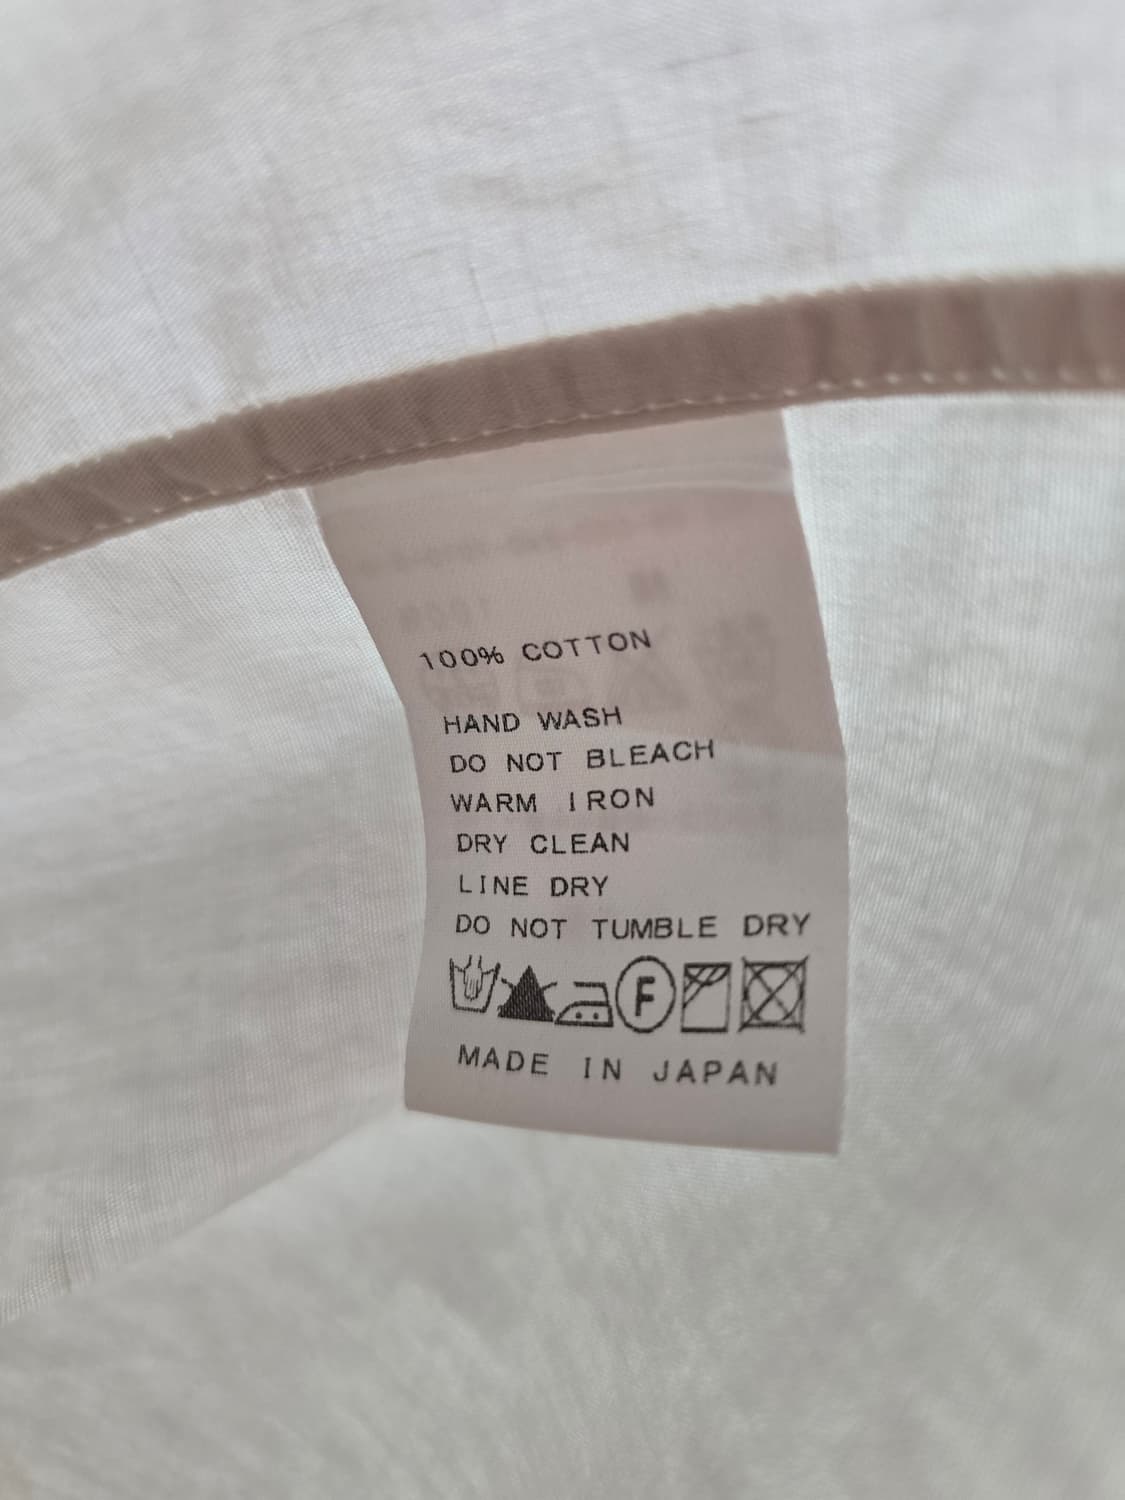 100% COTTON
HAND WASH
DO NOT BLEACH
WARM IRON
DRY CLEAN
LINE DRY
DO NOT TUMBLE DRY
F
MADE IN JAPAN